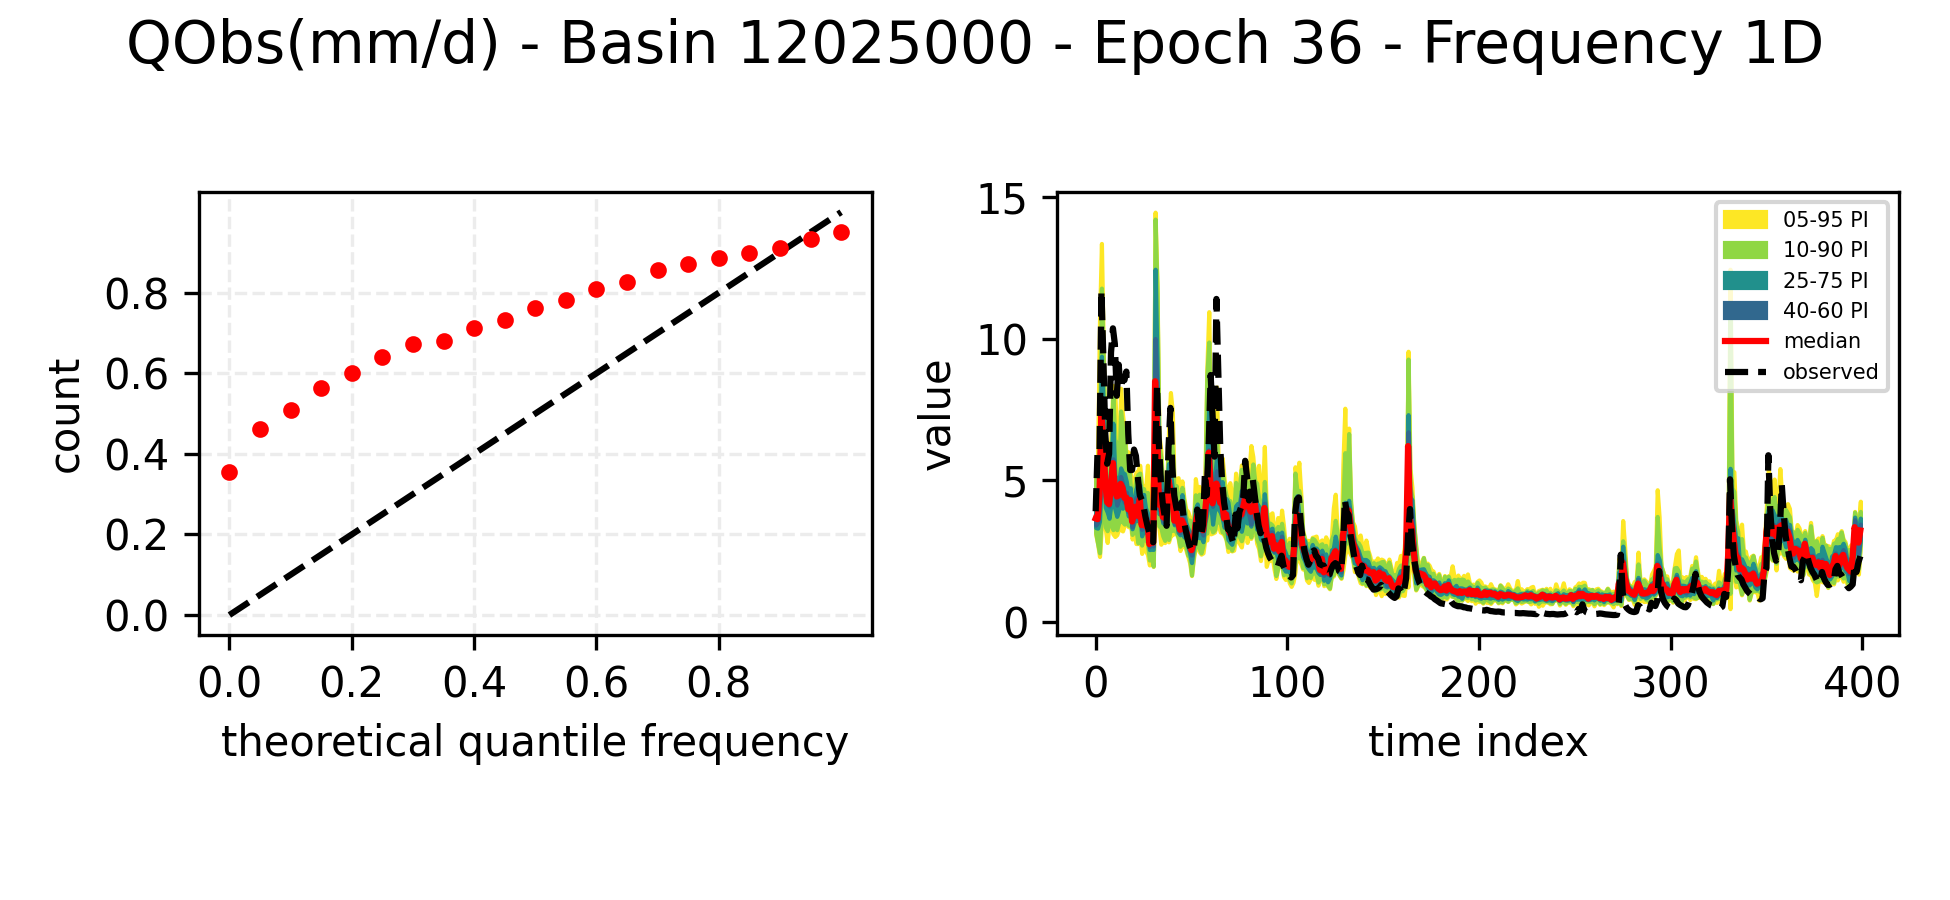 QObs(mm/d) - Basin 12025000 - Epoch 36 - Frequency 1D
count
0.8
0.6
0.4
0.2
0.0
0.0 0.2 0.4 0.6 0.8
theoretical quantile frequency
value
15
10
5
0
0 100 200 300 400
time index
05-95 PI
10-90 PI
25-75 PI
40-60 PI
median
observed